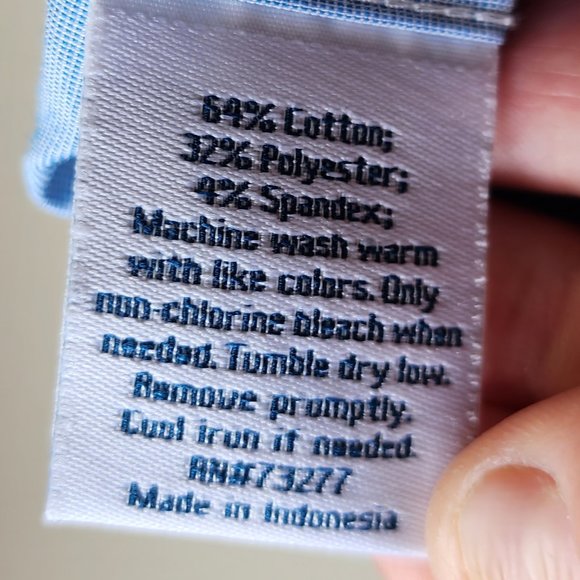 64% Cotton;
32% Polyester;
4% Spandex;
Machine wash warm
with like colors. Only
non-chlorine bleach when
needed. Tumble dry low.
Remove promptly.
Cool iron if needed.
RN#73277
Made in Indonesia